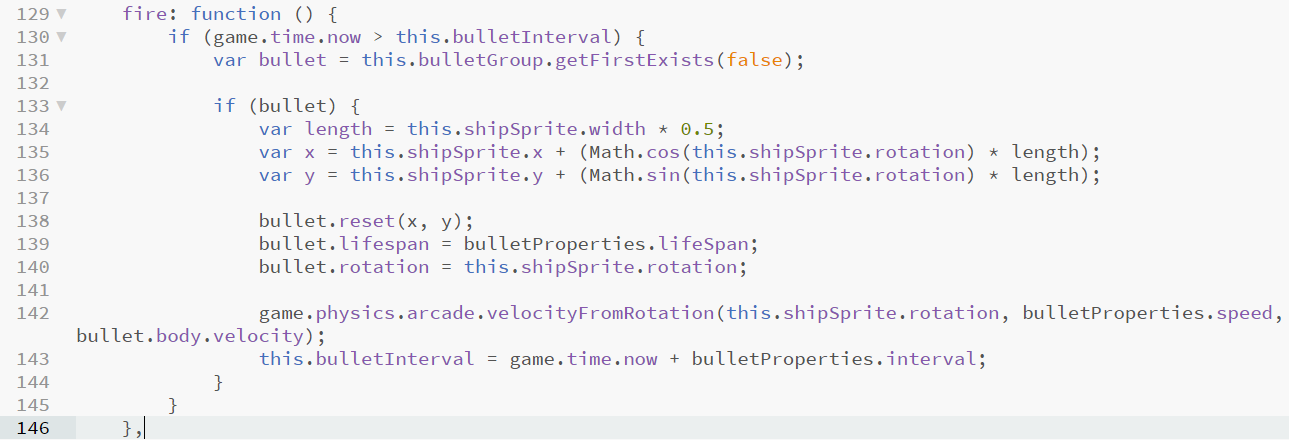 129     fire: function () {
130         if (game.time.now > this.bulletInterval) {
131             var bullet = this.bulletGroup.getFirstExists(false);
132
133             if (bullet) {
134                 var length = this.shipSprite.width * 0.5;
135                 var x = this.shipSprite.x + (Math.cos(this.shipSprite.rotation) * length);
136                 var y = this.shipSprite.y + (Math.sin(this.shipSprite.rotation) * length);
137
138                 bullet.reset(x, y);
139                 bullet.lifespan = bulletProperties.lifeSpan;
140                 bullet.rotation = this.shipSprite.rotation;
141
142                 game.physics.arcade.velocityFromRotation(this.shipSprite.rotation, bulletProperties.speed,
bullet.body.velocity);
143                 this.bulletInterval = game.time.now + bulletProperties.interval;
144             }
145         }
146     },